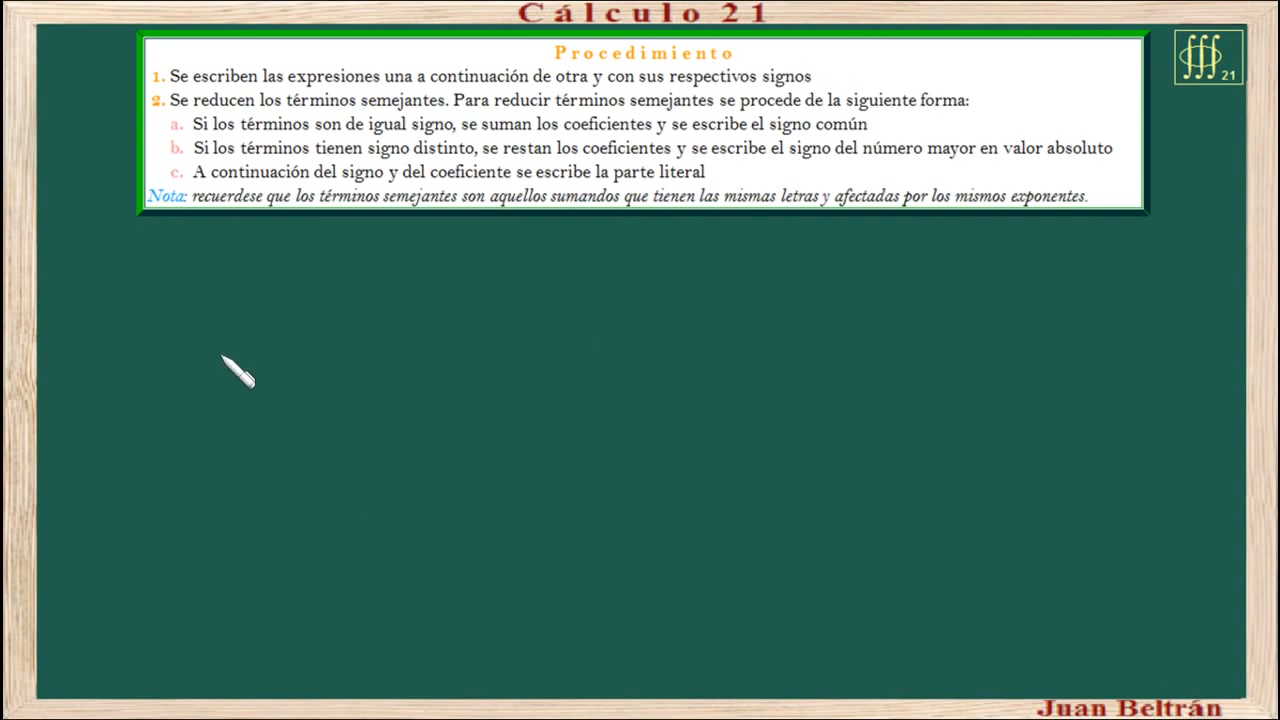 Cálculo 21
Procedimiento
21
1. Se escriben las expresiones una a continuación de otra y con sus respectivos signos
2. Se reducen los términos semejantes. Para reducir términos semejantes se procede de la siguiente forma:
a. Si los términos son de igual signo, se suman los coeficientes y se escribe el signo común
b. Si los términos tienen signo distinto, se restan los coeficientes y se escribe el signo del número mayor en valor absoluto
c. A continuación del signo y del coeficiente se escribe la parte literal
Nota: recuerdese que los términos semejantes son aquellos sumandos que tienen las mismas letras y afectadas por los mismos exponentes.
Juan Beltrán